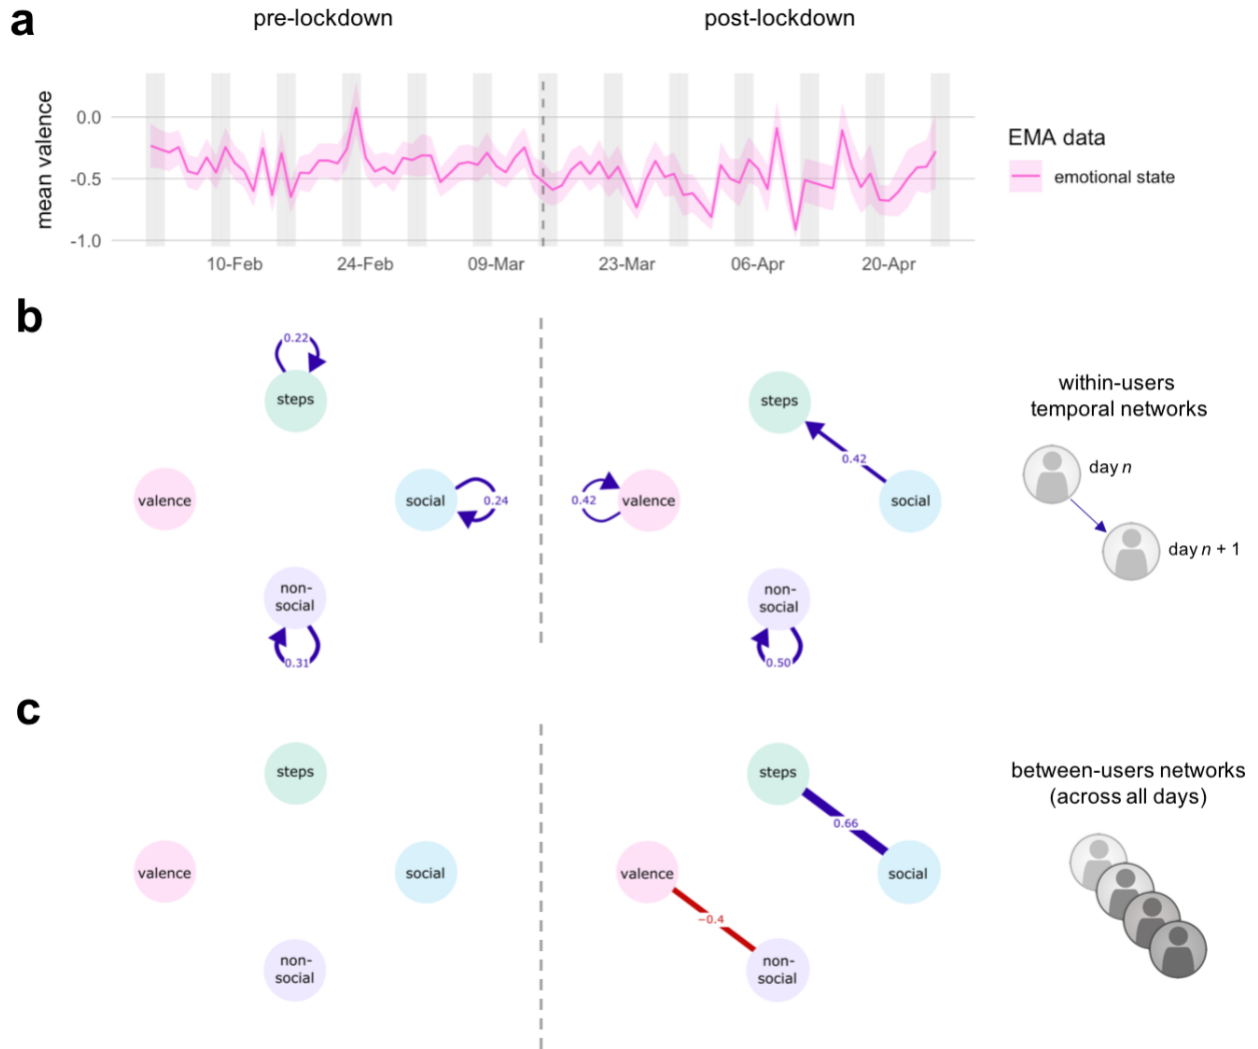 a
pre-lockdown
post-lockdown
mean valence
0.0
-0.5
-1.0
10-Feb
24-Feb
09-Mar
23-Mar
06-Apr
20-Apr
EMA data
emotional state
b
0.22
steps
valence
social
0.24
non-
social
0.31
steps
0.42
0.42
valence
social
non-
social
0.50
within-users
temporal networks
day n
day n + 1
c
steps
valence
social
non-
social
steps
0.66
valence
social
−0.4
non-
social
between-users networks
(across all days)